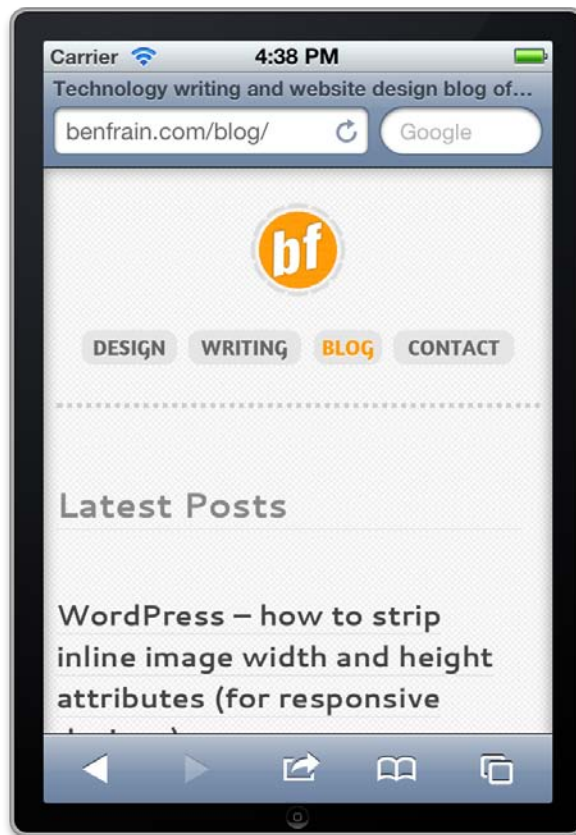 Carrier 4:38 PM
Technology writing and website design blog of...
benfrain.com/blog/ Google
bf
DESIGN WRITING BLOG CONTACT
Latest Posts
WordPress – how to strip
inline image width and height
attributes (for responsive